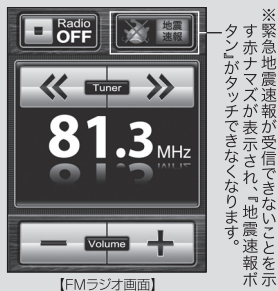 ※緊急地震速報が受信できないことを示
す赤ナマズが表示され、『地震速報ボ
タン』がタッチできなくなります。
Radio
OFF
地震
速報
Tuner
81.3 MHz
Volume
【FMラジオ画面】